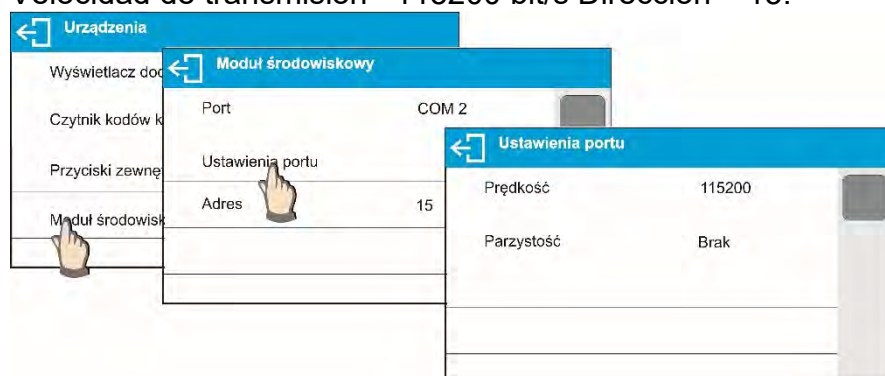 Velocidad de transmisión - 115200 bit/s Dirección – 15.
Urządzenia
Wyświetlacz doc
Czytnik kodów k
Przyciski zewnę
Moduł środowisk
Moduł środowiskowy
Port COM 2
Ustawienia portu
Adres 15
Ustawienia portu
Prędkość 115200
Parzystość Brak